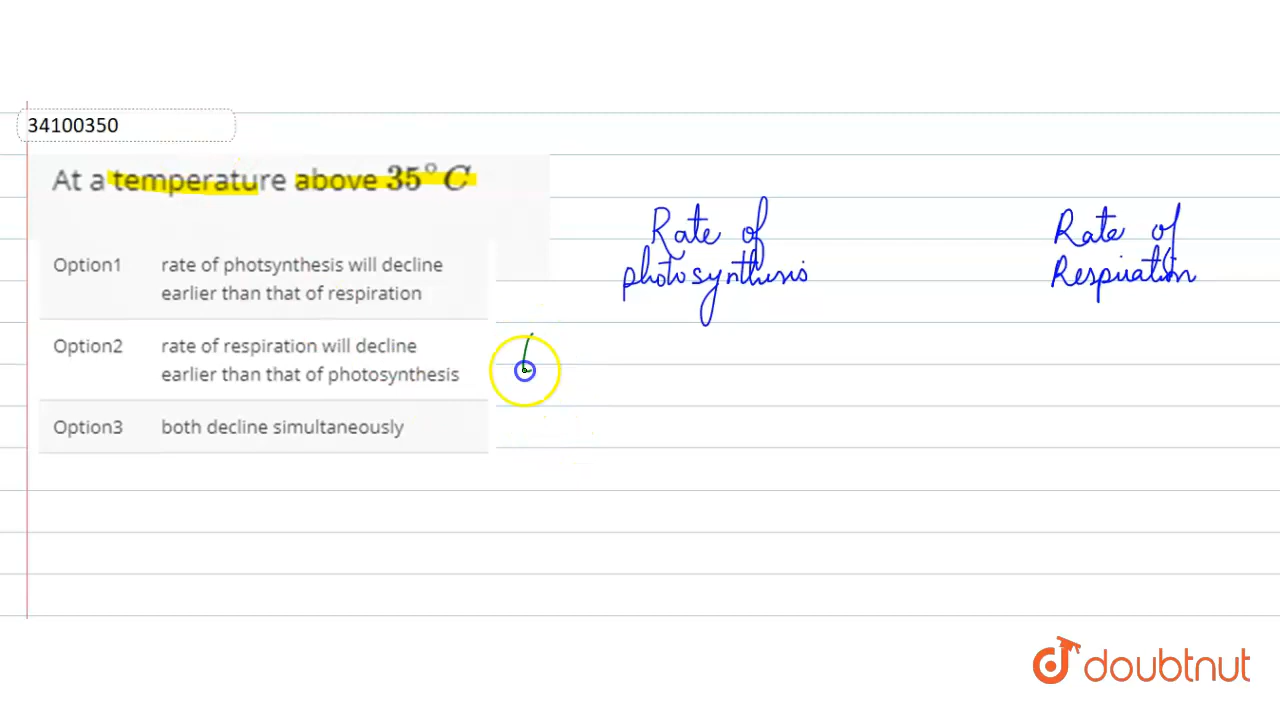 34100350
At a temperature above 35° C
Option1 rate of photsynthesis will decline
earlier than that of respiration
Option2 rate of respiration will decline
earlier than that of photosynthesis
Option3 both decline simultaneously
Rate of
photosynthesis
Rate of
Respiration
doubtnut